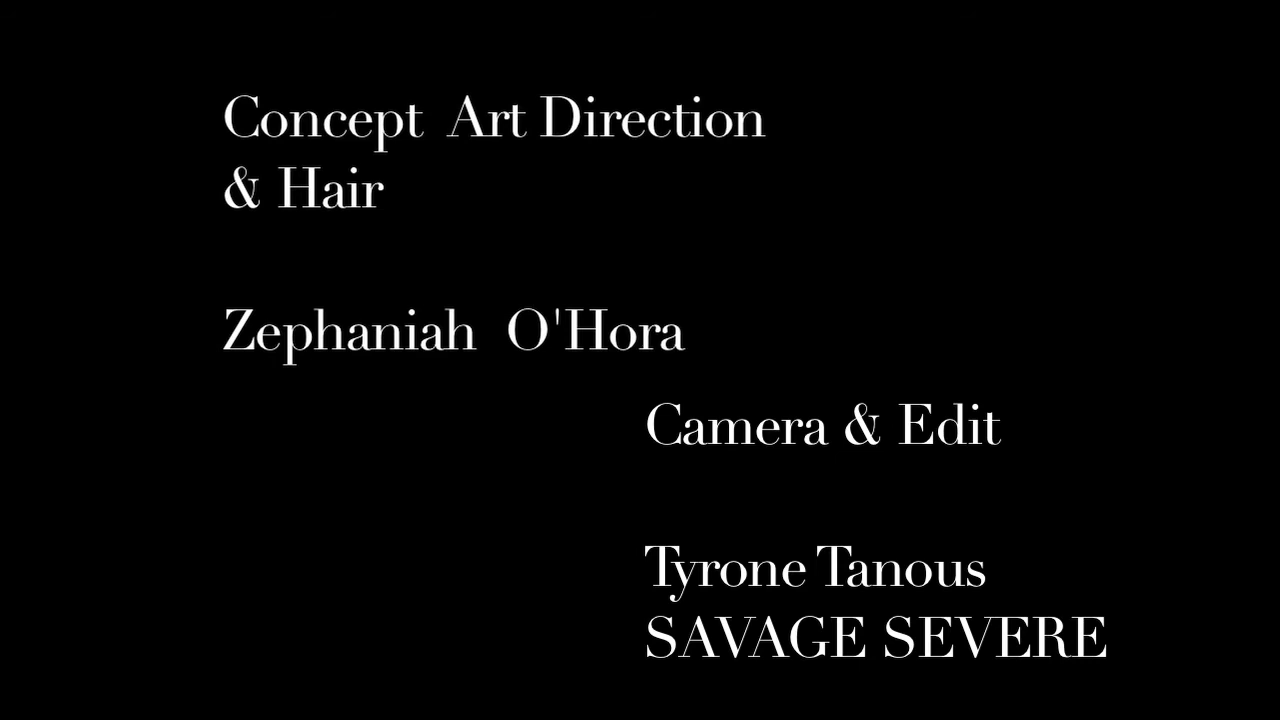 Concept Art Direction
& Hair
Zephaniah O'Hora
Camera & Edit
Tyrone Tanous
SAVAGE SEVERE